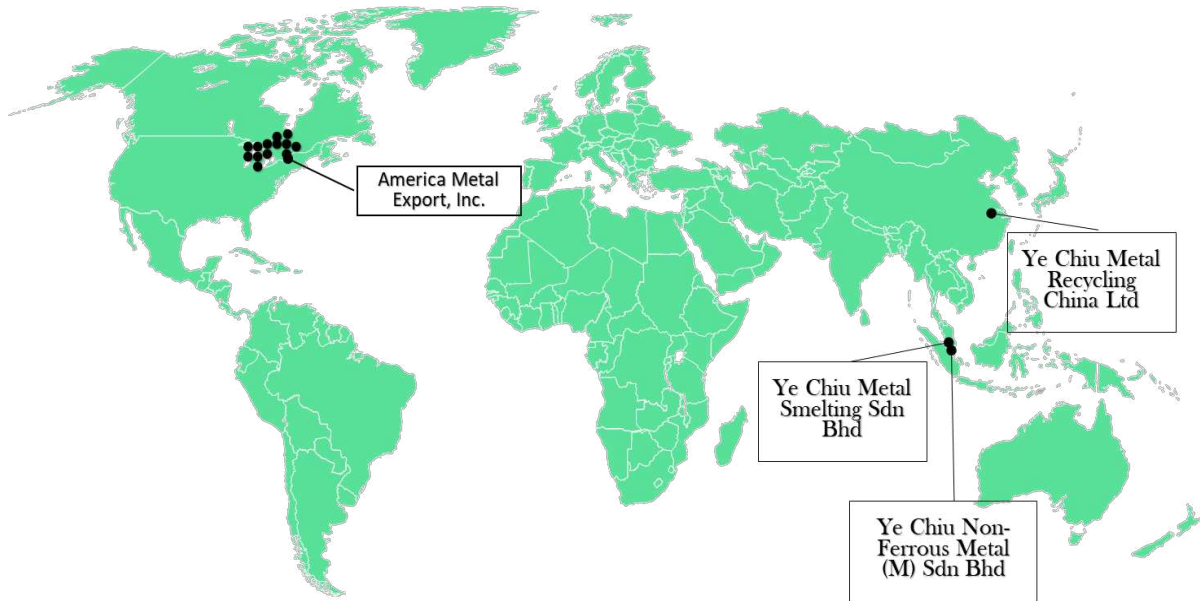 America Metal
Export, Inc.
Ye Chiu Metal
Recycling
China Ltd
Ye Chiu Metal
Smelting Sdn
Bhd
Ye Chiu Non-
Ferrous Metal
(M) Sdn Bhd